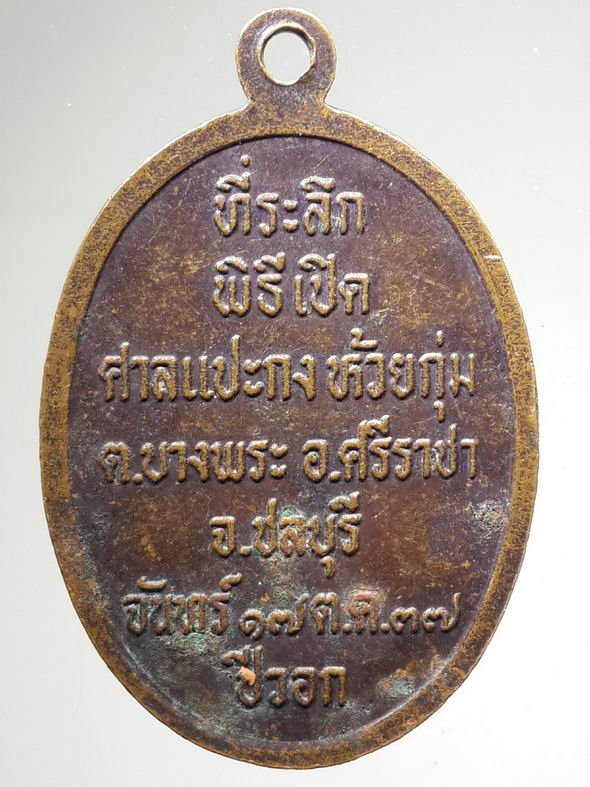 ที่ระลึก
พิธีเปิด
ศาลแปะกง ห้วยกุ่ม
ต.บางพระ อ.ศรีราชา
จ.ชลบุรี
จันทร์ ๑๗ ต.ค.๓๗
ปีวอก